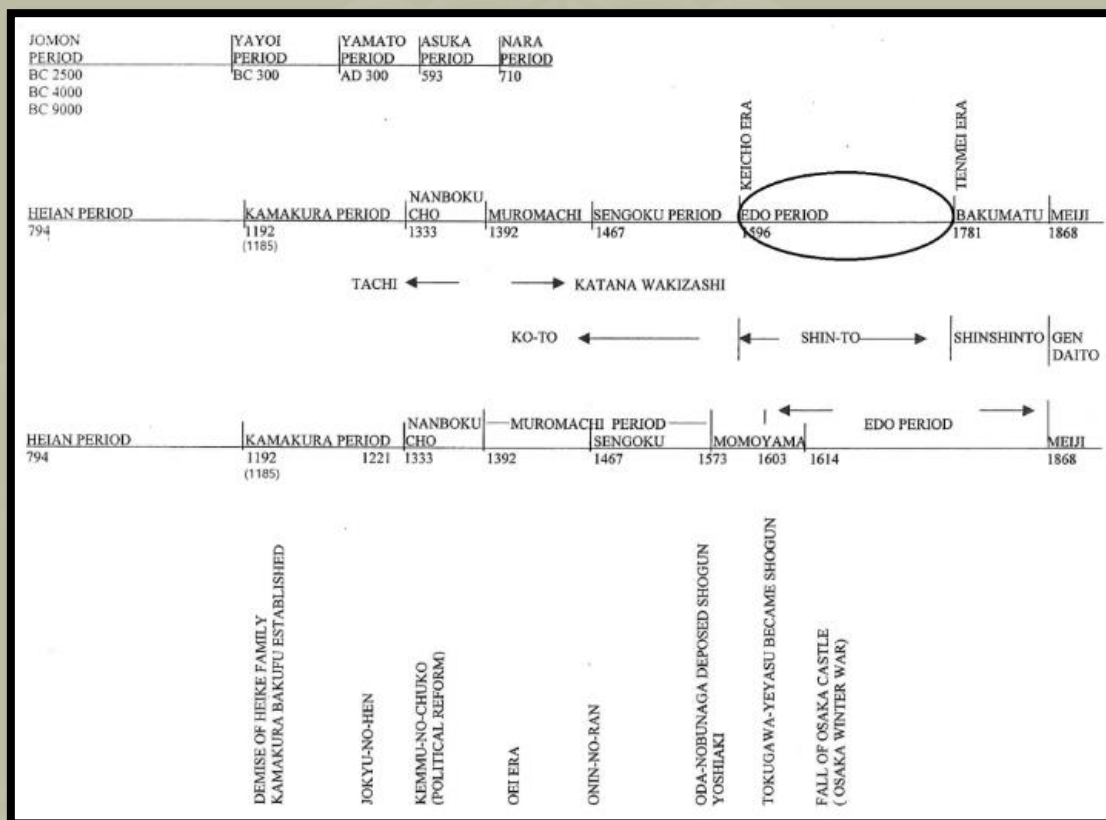 JOMON
PERIOD
BC 2500
BC 4000
BC 9000
YAYOI
PERIOD
BC 300
YAMATO
PERIOD
AD 300
ASUKA
PERIOD
593
NARA
PERIOD
710
KEICHO ERA
TENMEI ERA
HEIAN PERIOD
794
KAMAKURA PERIOD
1192
(1185)
NANBOKU
CHO
1333
MUROMACHI
1392
SENGOKU PERIOD
1467
EDO PERIOD
1596
BAKUMATU
1781
MEIJI
1868
TACHI
KATANA WAKIZASHI
KO-TO
SHIN-TO
SHINSHINTO
GEN
DAITO
HEIAN PERIOD
794
KAMAKURA PERIOD
1192
(1185)
1221
NANBOKU
CHO
1333
MUROMACHI PERIOD
1392
SENGOKU
1467
1573
MOMOYAMA
1603
1614
EDO PERIOD
MEIJI
1868
DEMISE OF HEIKE FAMILY
KAMAKURA BAKUFU ESTABLISHED
JOKYU-NO-HEN
KEMMU-NO-CHUKO
(POLITICAL REFORM)
OEI ERA
ONIN-NO-RAN
ODA-NOBUNAGA DEPOSED SHOGUN
YOSHIAKI
TOKUGAWA-YEYASU BECAME SHOGUN
FALL OF OSAKA CASTLE
( OSAKA WINTER WAR)